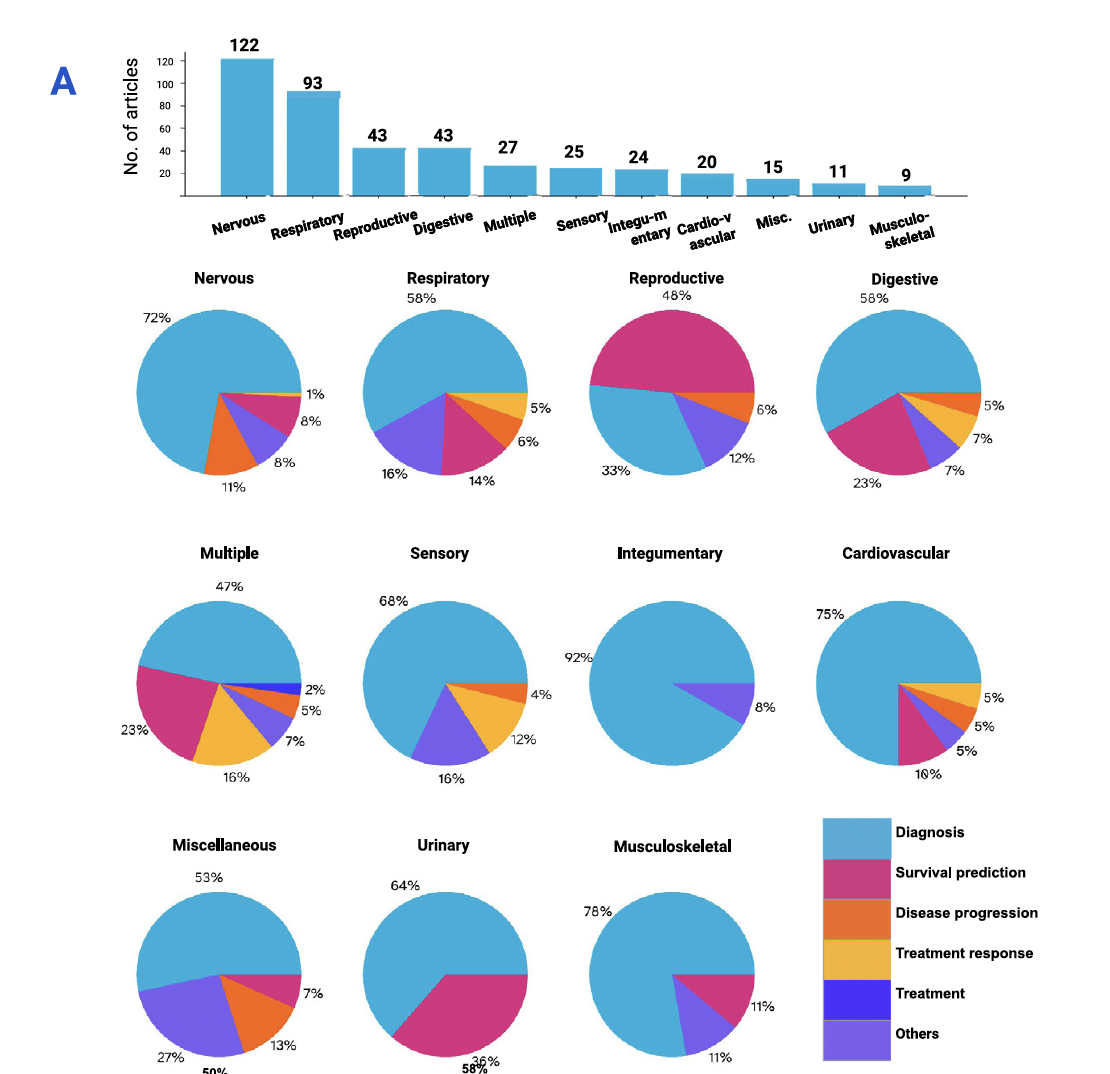 A
No. of articles
120
100
80
60
40
20
122
93
43
43
27
25
24
20
15
11
9
Nervous
Respiratory
Reproductive
Digestive
Multiple
Sensory
Integu-m
entary
Cardio-v
ascular
Misc.
Urinary
Musculo-
skeletal
Nervous
72%
1%
8%
8%
11%
Respiratory
58%
5%
6%
14%
16%
Reproductive
48%
6%
12%
33%
Digestive
58%
5%
7%
7%
23%
Multiple
47%
2%
5%
7%
16%
23%
Sensory
68%
4%
12%
16%
Integumentary
92%
8%
Cardiovascular
75%
5%
5%
5%
10%
Miscellaneous
53%
7%
13%
27%
50%
Urinary
64%
36%
58%
Musculoskeletal
78%
11%
11%
Diagnosis
Survival prediction
Disease progression
Treatment response
Treatment
Others